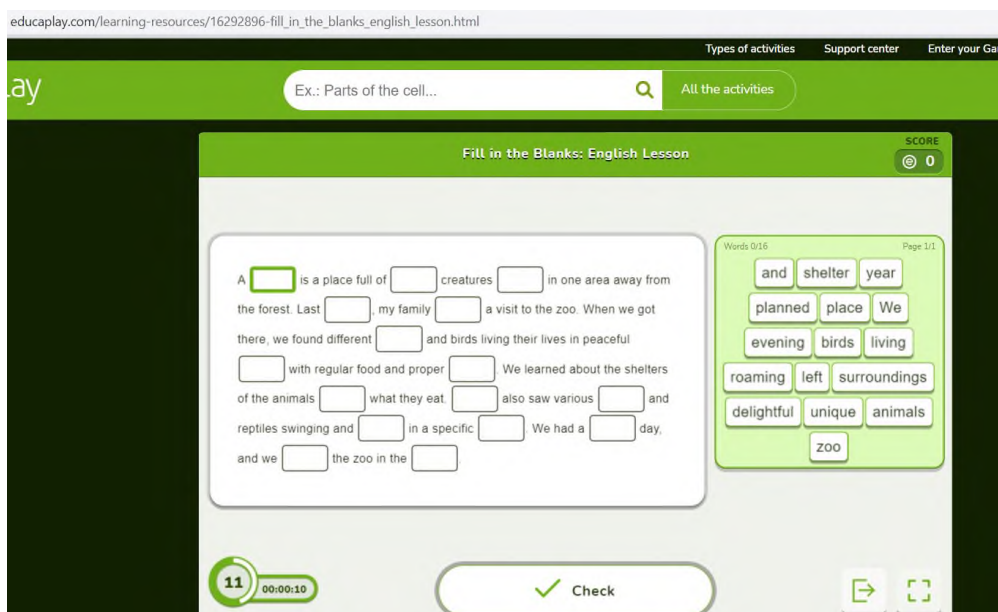 educaplay.com/learning-resources/16292896-fill_in_the_blanks_english_lesson.html
Types of activities Support center Enter your Ga
ay Ex.: Parts of the cell... All the activities
Fill in the Blanks: English Lesson
SCORE
0
Words 0/16 Page 1/1
A is a place full of creatures in one area away from
the forest. Last , my family a visit to the zoo. When we got
there, we found different and birds living their lives in peaceful
with regular food and proper . We learned about the shelters
of the animals what they eat. also saw various and
reptiles swinging and in a specific . We had a day,
and we the zoo in the .
and shelter year
planned place We
evening birds living
roaming left surroundings
delightful unique animals
zoo
11 00:00:10
Check